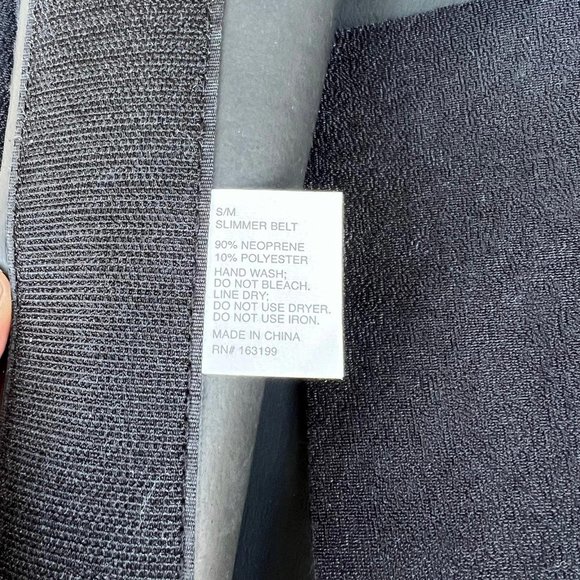 S/M
SLIMMER BELT
90% NEOPRENE
10% POLYESTER
HAND WASH;
DO NOT BLEACH.
LINE DRY;
DO NOT USE DRYER.
DO NOT USE IRON.
MADE IN CHINA
RN# 163199